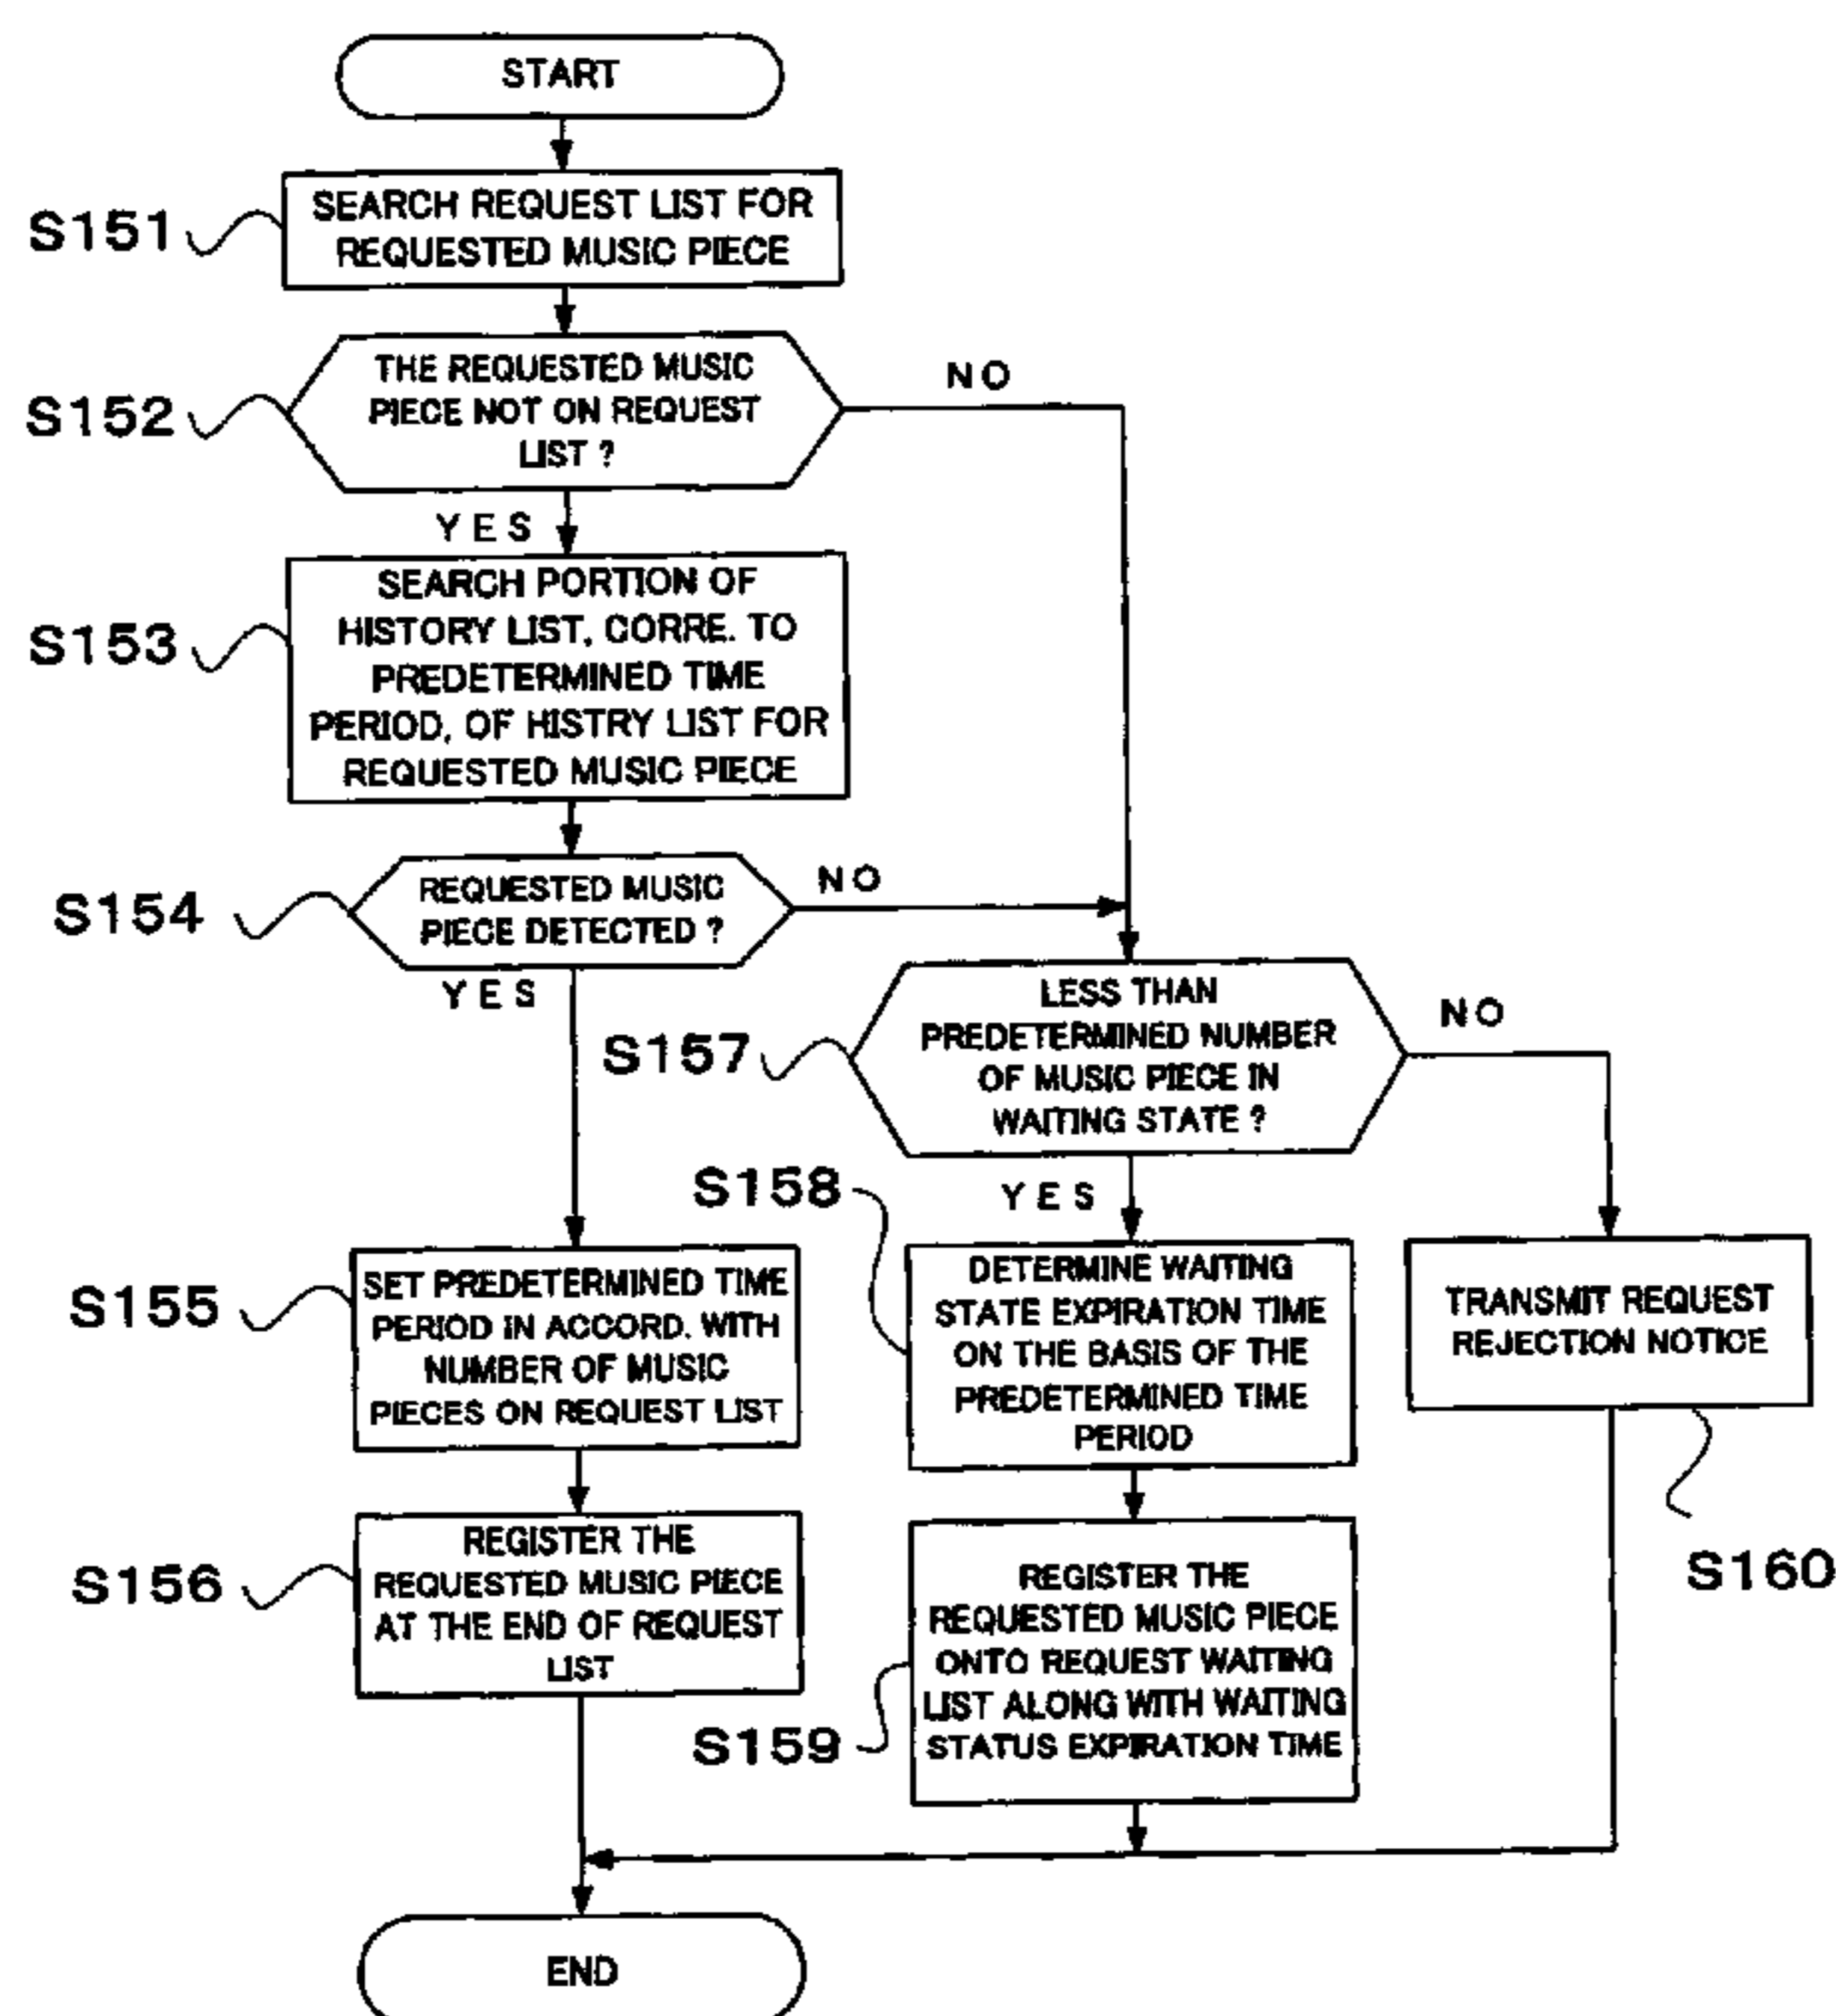 START
S151
SEARCH REQUEST LIST FOR
REQUESTED MUSIC PIECE
S152
THE REQUESTED MUSIC
PIECE NOT ON REQUEST
LIST ?
NO
YES
S153
SEARCH PORTION OF
HISTORY LIST, CORRE. TO
PREDETERMINED TIME
PERIOD, OF HISTRY LIST FOR
REQUESTED MUSIC PIECE
S154
REQUESTED MUSIC
PIECE DETECTED ?
NO
YES
S157
LESS THAN
PREDETERMINED NUMBER
OF MUSIC PIECE IN
WAITING STATE ?
NO
YES
S155
SET PREDETERMINED TIME
PERIOD IN ACCORD. WITH
NUMBER OF MUSIC
PIECES ON REQUEST LIST
S158
DETERMINE WAITING
STATE EXPIRATION TIME
ON THE BASIS OF THE
PREDETERMINED TIME
PERIOD
TRANSMIT REQUEST
REJECTION NOTICE
S160
S156
REGISTER THE
REQUESTED MUSIC PIECE
AT THE END OF REQUEST
LIST
S159
REGISTER THE
REQUESTED MUSIC PIECE
ONTO REQUEST WAITING
LIST ALONG WITH WAITING
STATUS EXPIRATION TIME
END